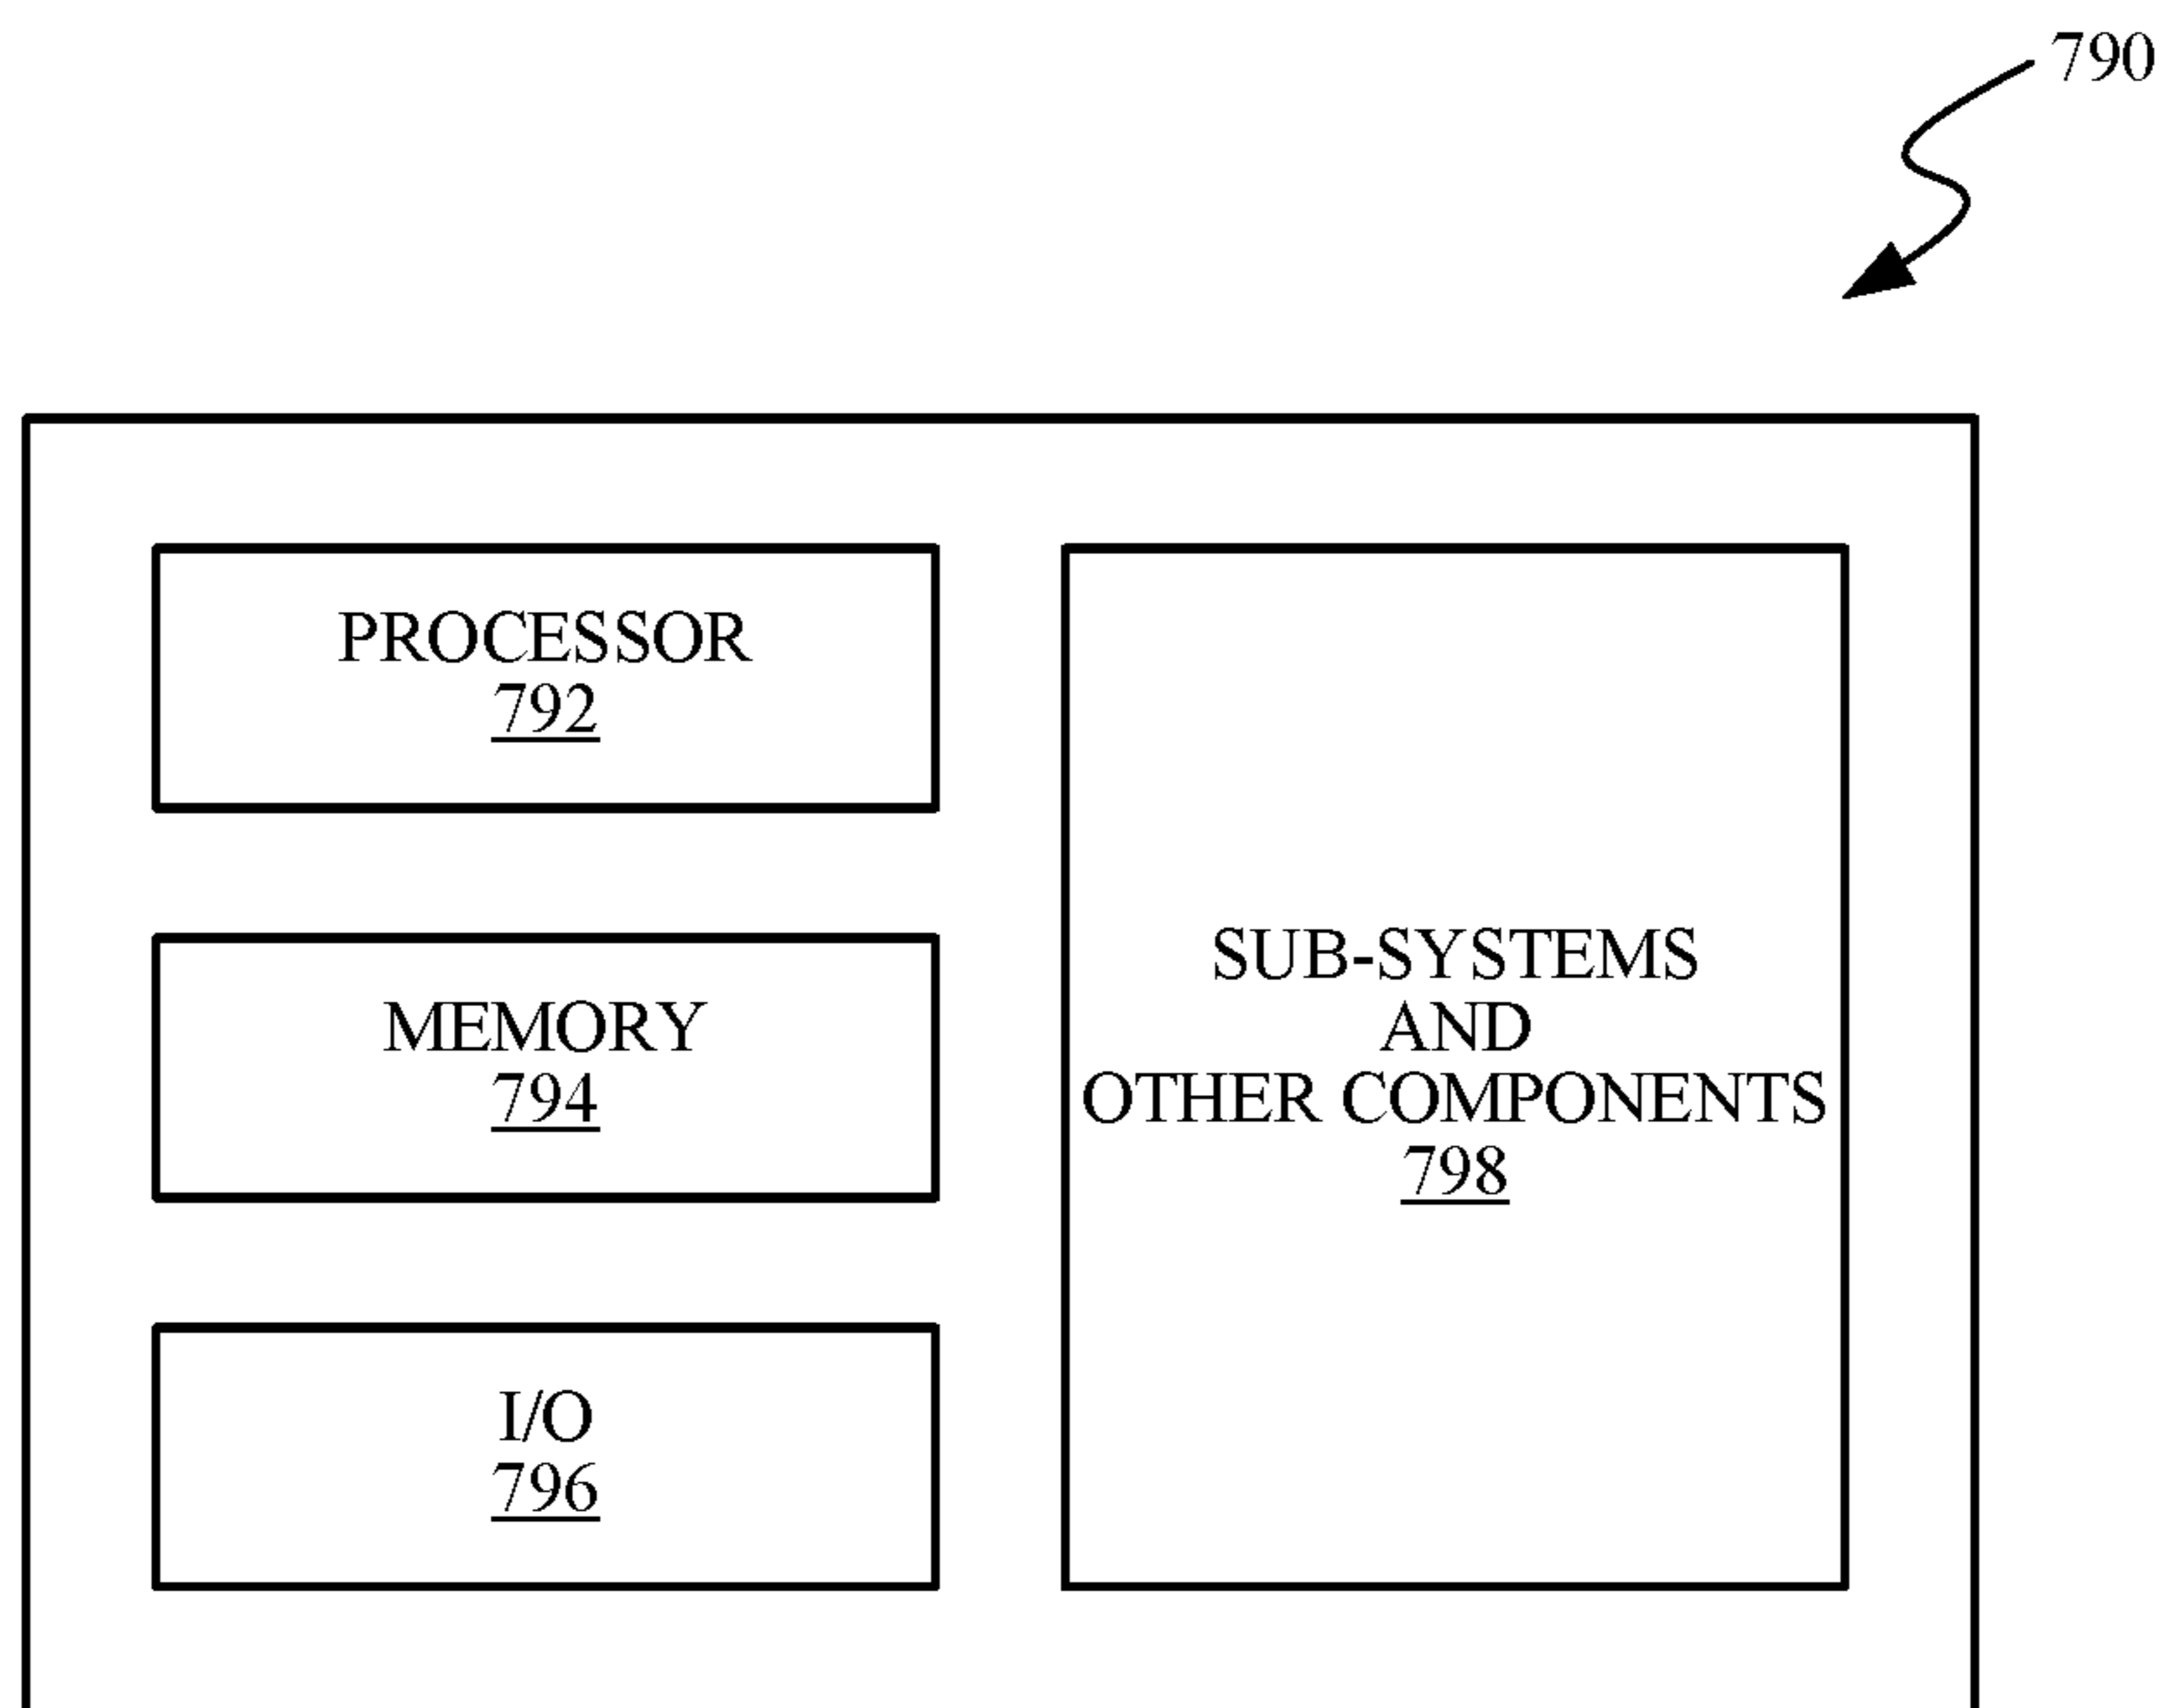 790
PROCESSOR
792
MEMORY
794
I/O
796
SUB-SYSTEMS
AND
OTHER COMPONENTS
798